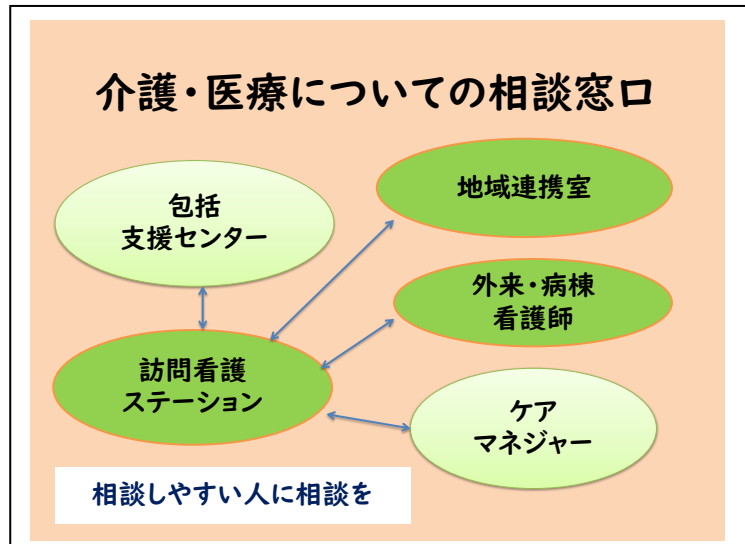 介護・医療についての相談窓口
包括
支援センター
地域連携室
外来・病棟
看護師
訪問看護
ステーション
ケア
マネジャー
相談しやすい人に相談を